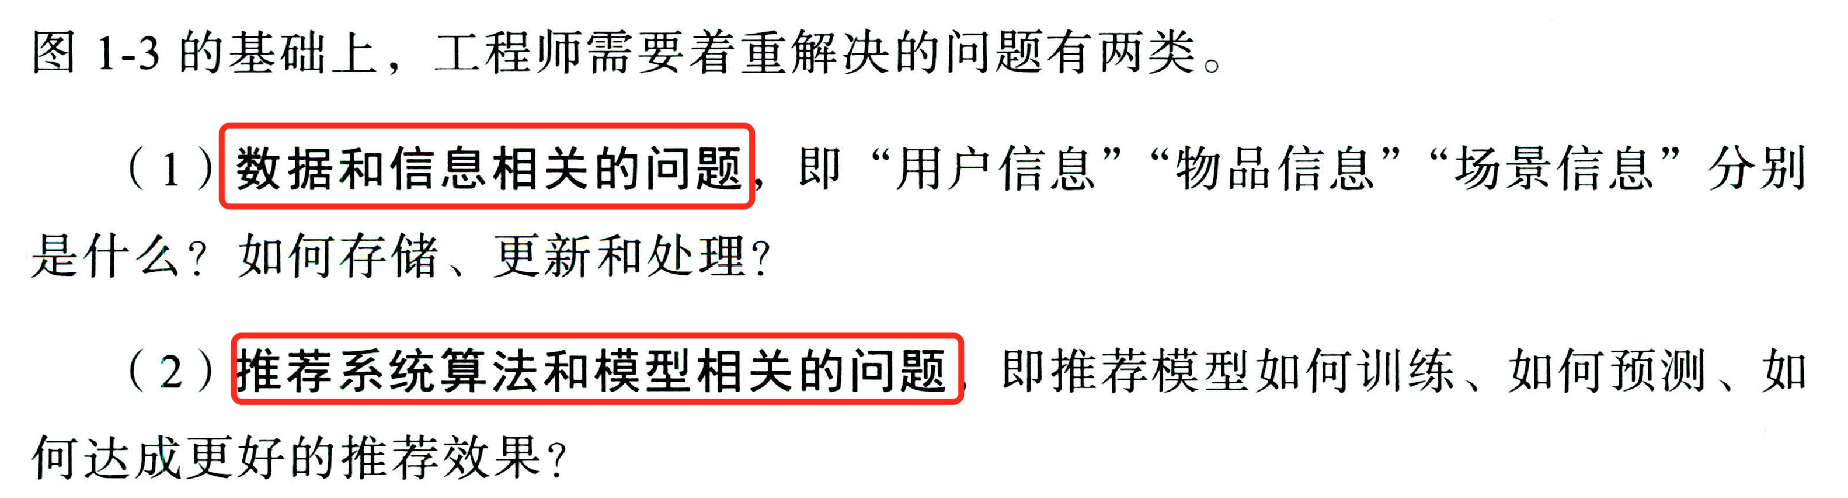 图 1-3 的基础上，工程师需要着重解决的问题有两类。
（1）数据和信息相关的问题，即“用户信息”“物品信息”“场景信息”分别
是什么？如何存储、更新和处理？
（2）推荐系统算法和模型相关的问题，即推荐模型如何训练、如何预测、如
何达成更好的推荐效果？